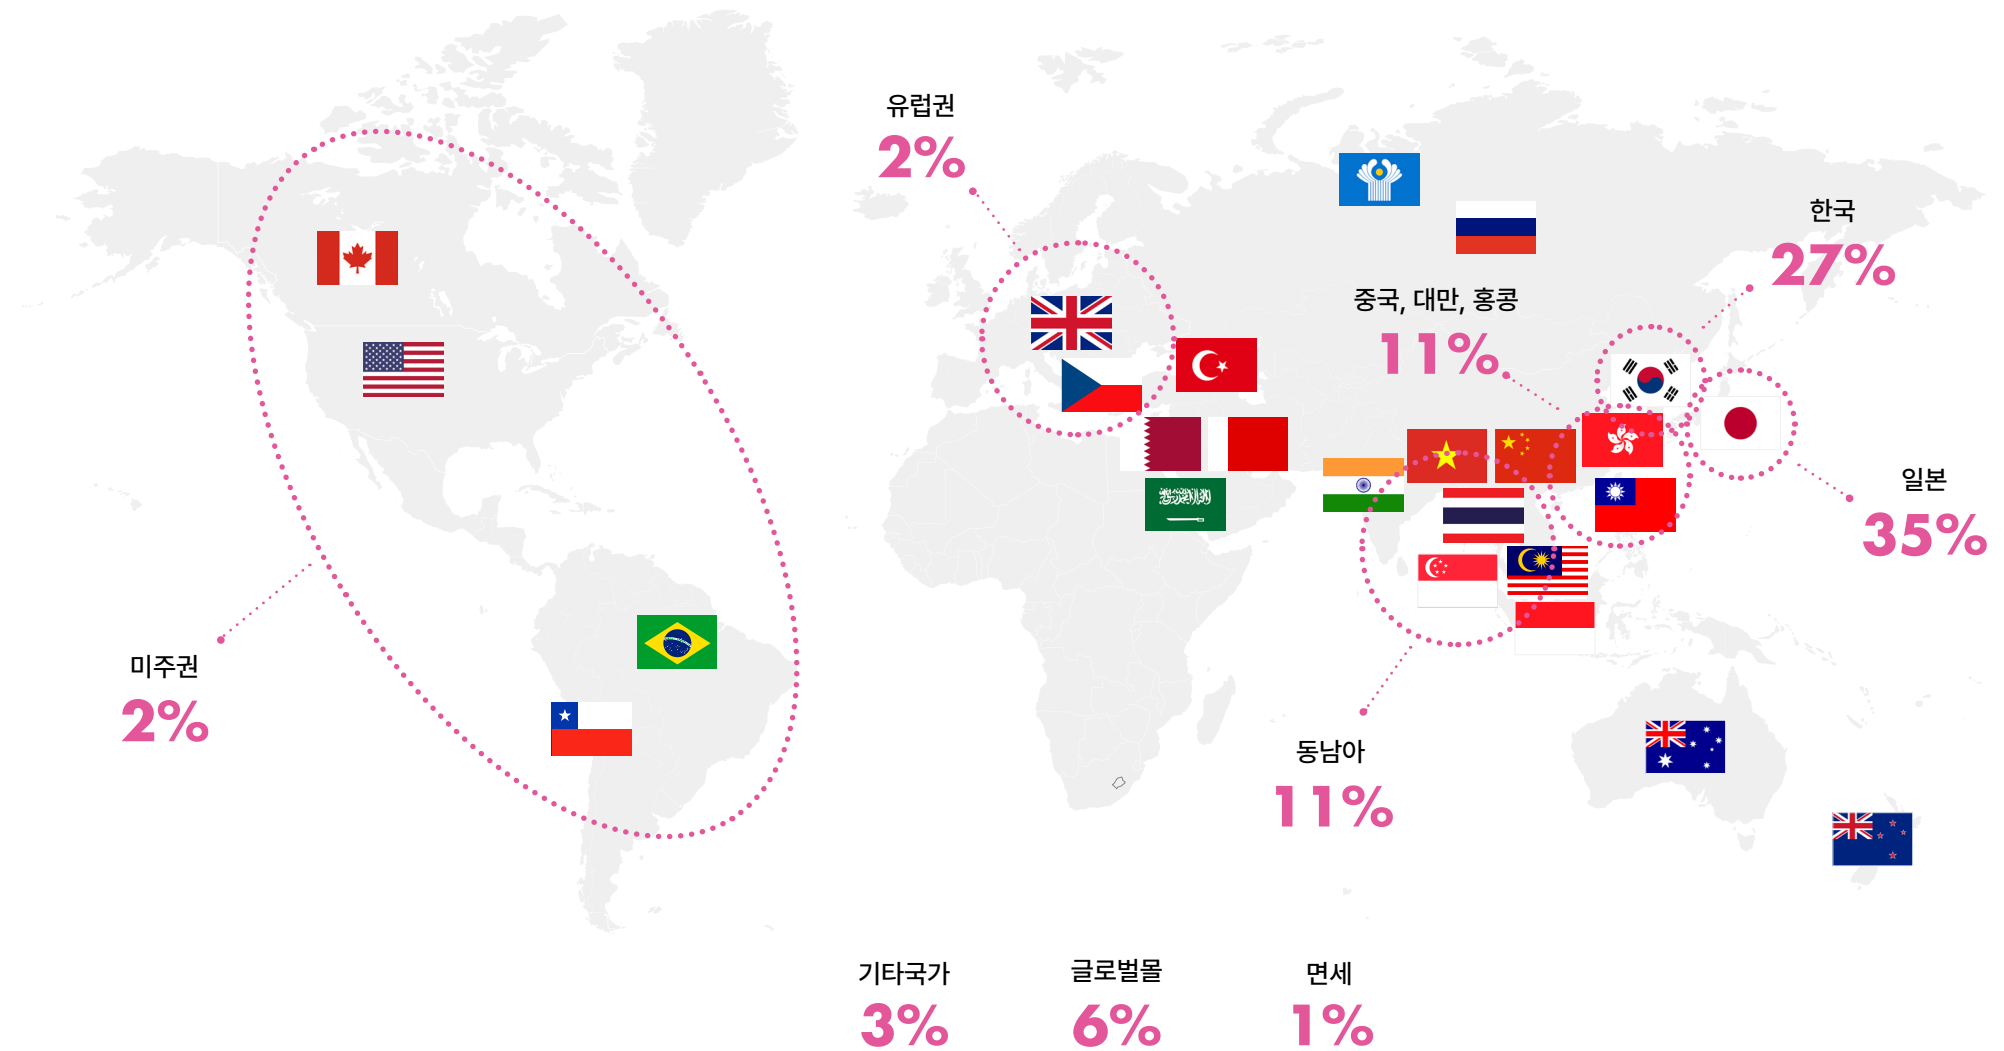 유럽권
2%
한국
27%
중국, 대만, 홍콩
11%
일본
35%
미주권
2%
동남아
11%
기타국가
3%
글로벌몰
6%
면세
1%